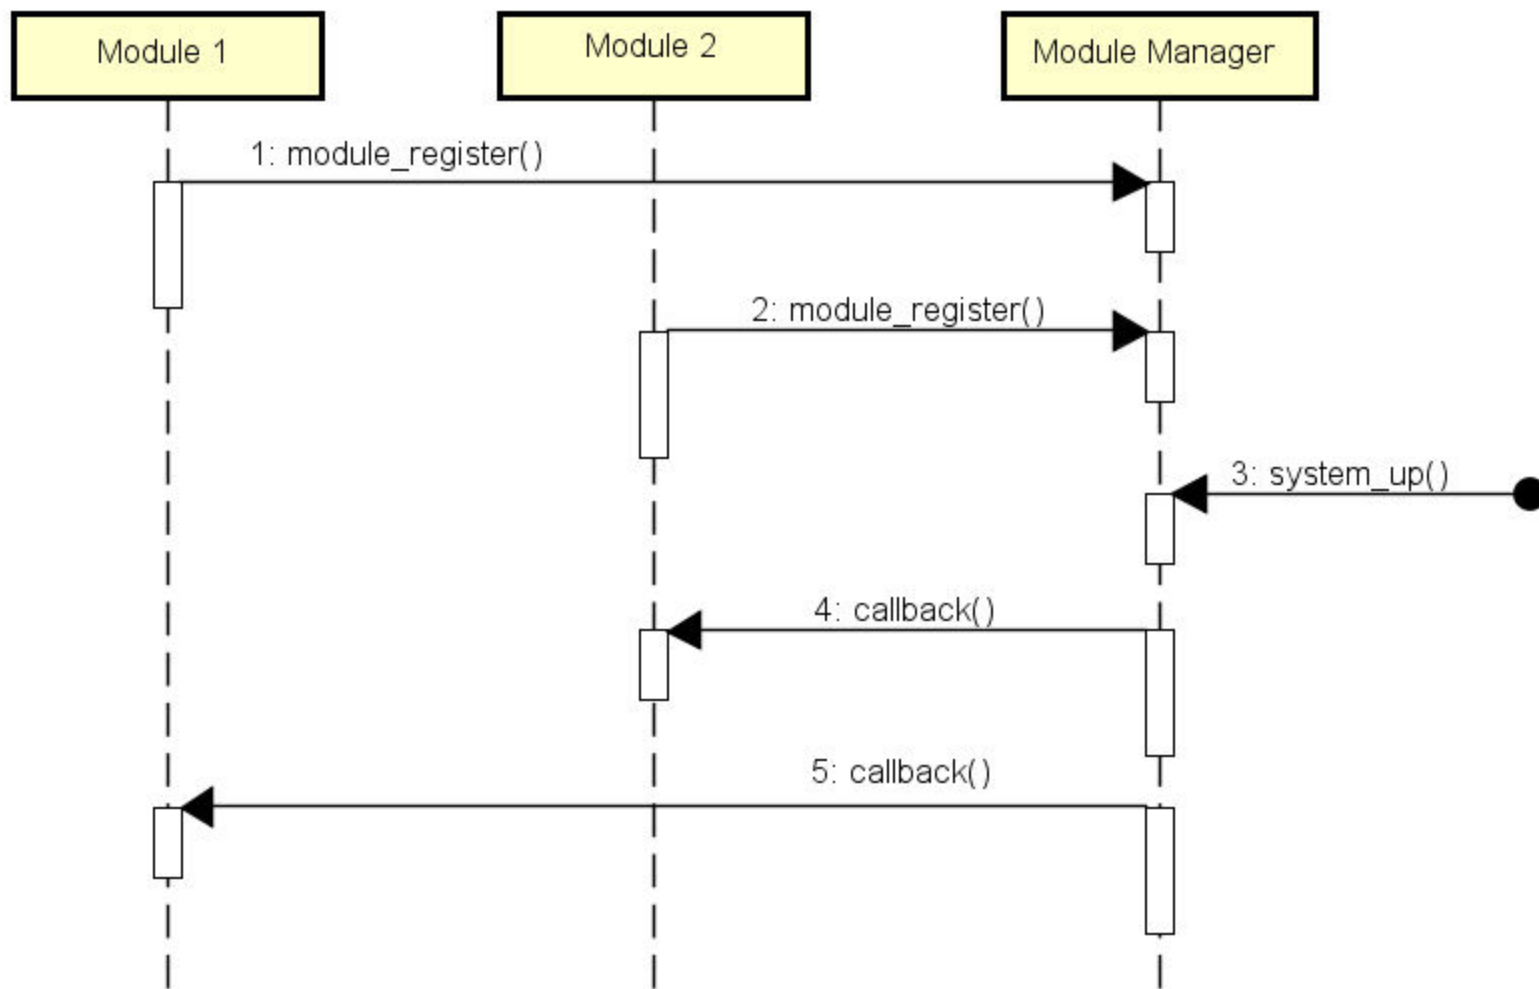 Module 1
Module 2
Module Manager
1: module_register()
2: module_register()
3: system_up()
4: callback()
5: callback()